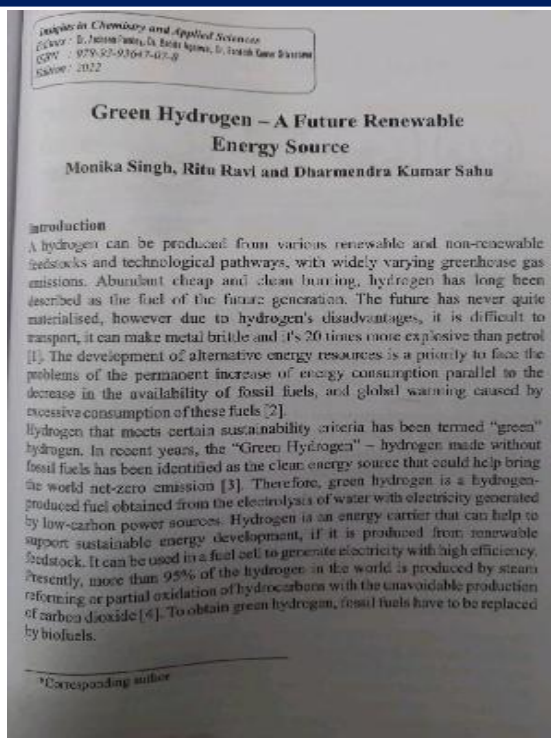 Insights in Chemistry and Applied Sciences
Editors : Dr.
ISBN : 979-93-93647-07-8
Edition : 2022
Green Hydrogen – A Future Renewable
Energy Source
Monika Singh, Ritu Ravi and Dharmendra Kumar Sahu
Introduction
A hydrogen can be produced from various renewable and non-renewable
feedstocks and technological pathways, with widely varying greenhouse gas
emissions. Abundant cheap and clean burning, hydrogen has long been
described as the fuel of the future generation. The future has never quite
materialised, however due to hydrogen's disadvantages, it is difficult to
transport, it can make metal brittle and it's 20 times more explosive than petrol
[1]. The development of alternative energy resources is a priority to face the
problems of the permanent increase of energy consumption parallel to the
decrease in the availability of fossil fuels, and global warming caused by
excessive consumption of these fuels [2].
Hydrogen that meets certain sustainability criteria has been termed "green"
hydrogen. In recent years, the "Green Hydrogen" – hydrogen made without
fossil fuels has been identified as the clean energy source that could help bring
the world net-zero emission [3]. Therefore, green hydrogen is a hydrogen-
produced fuel obtained from the electrolysis of water with electricity generated
by low-carbon power sources. Hydrogen is an energy carrier that can help to
support sustainable energy development, if it is produced from renewable
feedstock. It can be used in a fuel cell to generate electricity with high efficiency.
Presently, more than 95% of the hydrogen in the world is produced by steam
reforming or partial oxidation of hydrocarbons with the unavoidable production
of carbon dioxide [4]. To obtain green hydrogen, fossil fuels have to be replaced
by biofuels.
*Corresponding author